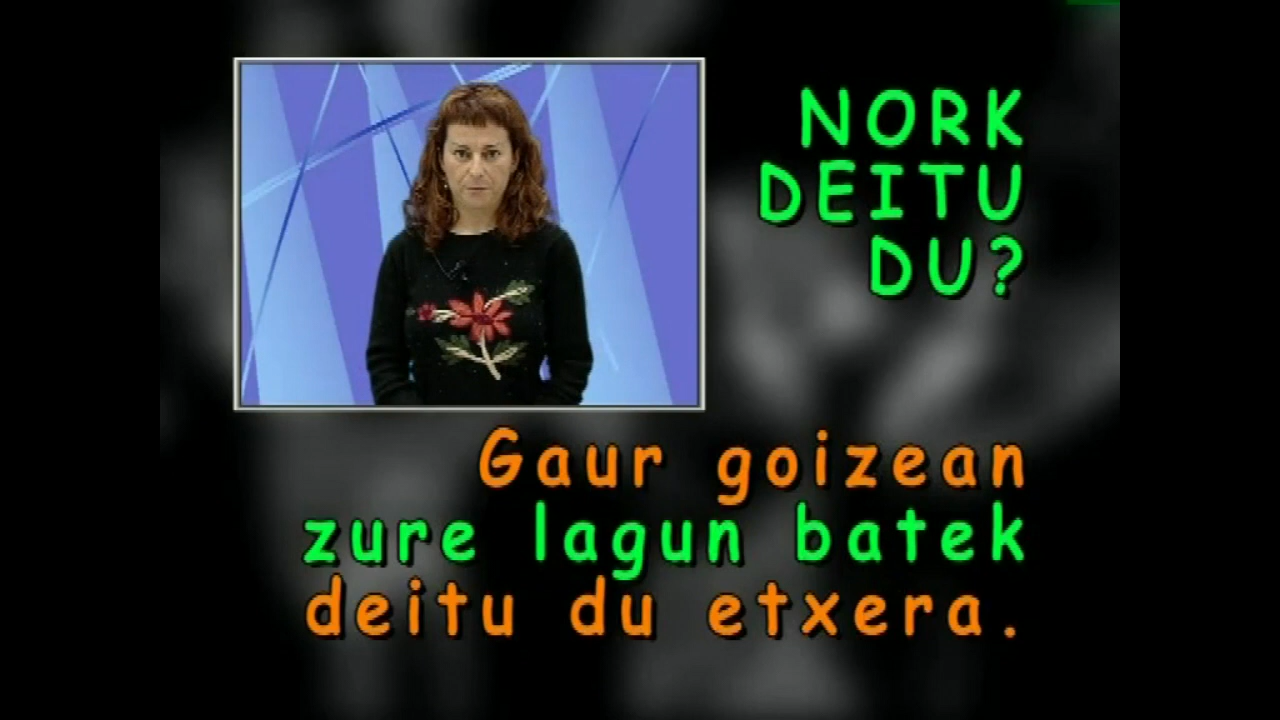 NORK
DEITU
DU?
Gaur goizean
zure lagun batek
deitu du etxera.